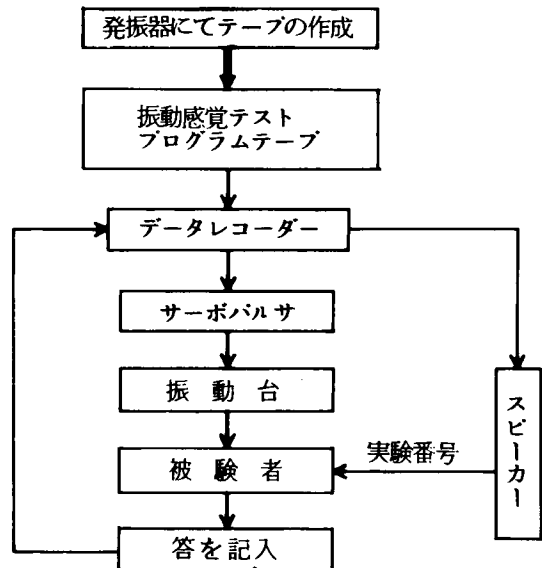 発振器にてテープの作成
振動感覚テスト
プログラムテープ
データレコーダー
サーボパルサ
振動台
被験者
実験番号
スピーカー
答を記入